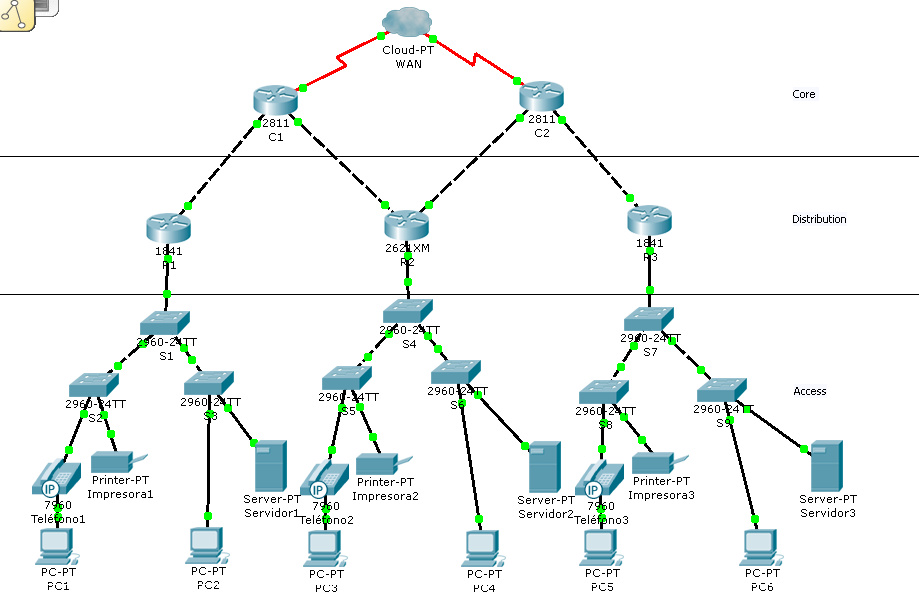 Cloud-PT
WAN
2811
C1
2811
C2
Core
1841
R1
2621XM
R2
1841
R3
Distribution
2960-24TT
S1
2960-24TT
S4
2960-24TT
S7
2960-24TT
S2
2960-24TT
S3
2960-24TT
S5
2960-24TT
2960-24TT
S8
2960-24TT
S9
Access
IP
7960
Teléfono1
Printer-PT
Impresora1
Server-PT
Servidor1
IP
7960
Teléfono2
Printer-PT
Impresora2
Server-PT
Servidor2
IP
7960
Teléfono3
Printer-PT
Impresora3
Server-PT
Servidor3
PC-PT
PC1
PC-PT
PC2
PC-PT
PC3
PC-PT
PC4
PC-PT
PC5
PC-PT
PC6